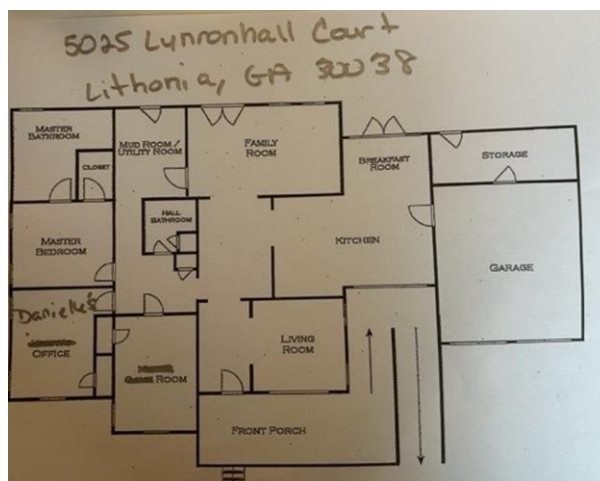 5025 Lynronhall Court
Lithonia, GA 30038
MASTER
BATHROOM
CLOSET
MUD ROOM /
UTILITY ROOM
FAMILY
ROOM
BREAKFAST
ROOM
STORAGE
HALL
BATHROOM
MASTER
BEDROOM
KITCHEN
GARAGE
Danielle's
OFFICE
LIVING
ROOM
ROOM
FRONT PORCH